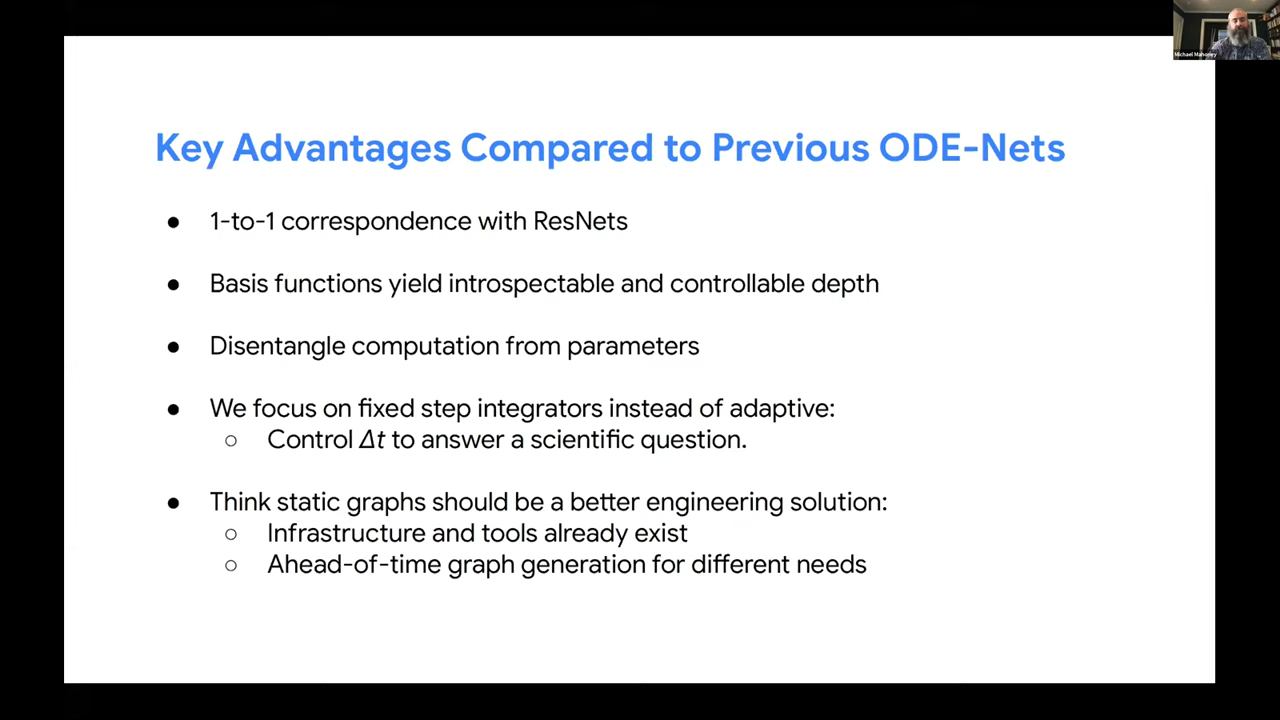 Michael Mahoney
Key Advantages Compared to Previous ODE-Nets
● 1-to-1 correspondence with ResNets
● Basis functions yield introspectable and controllable depth
● Disentangle computation from parameters
● We focus on fixed step integrators instead of adaptive:
○ Control Δt to answer a scientific question.
● Think static graphs should be a better engineering solution:
○ Infrastructure and tools already exist
○ Ahead-of-time graph generation for different needs